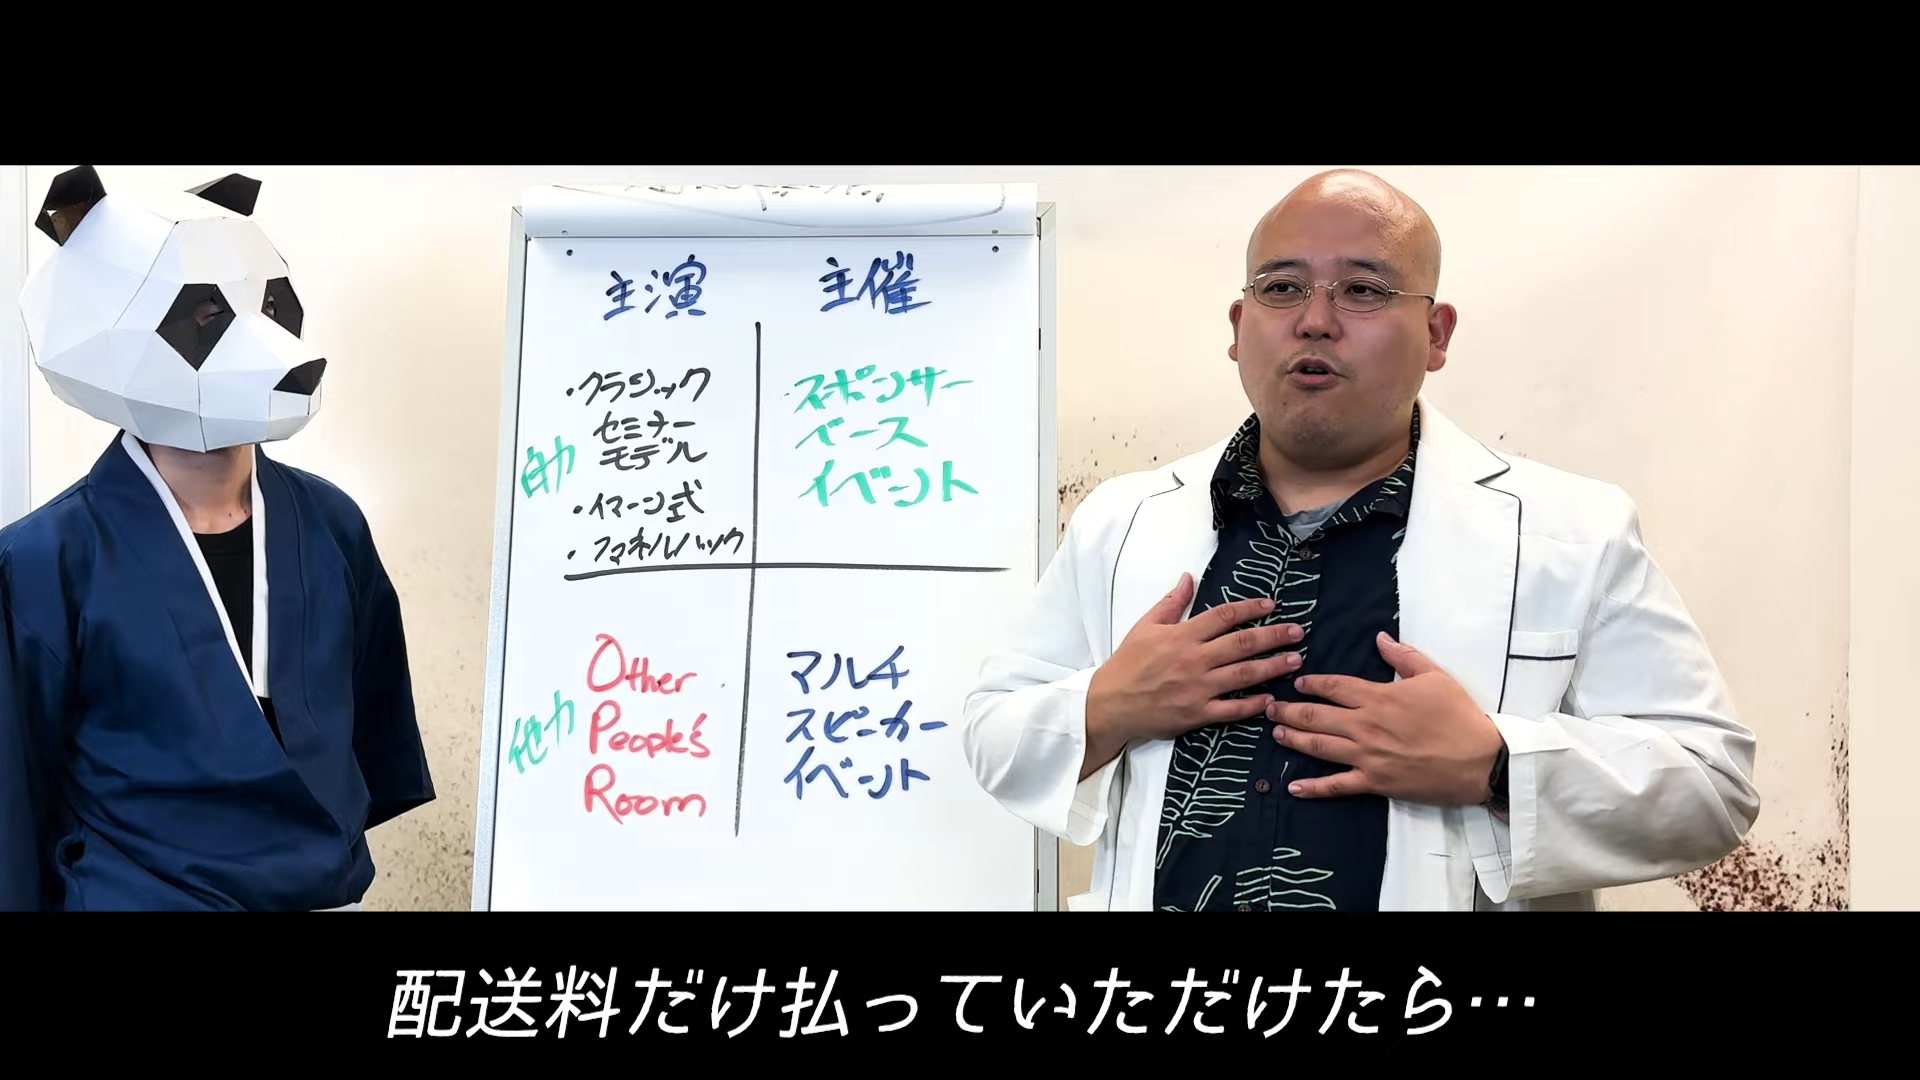 主演
主催
・クラシック
セミナー
モデル
・イマーン式
・ファネルハック
自力
スポンサー
ベース
イベント
他力
Other
People's
Room
マルチ
スピーカー
イベント
配送料だけ払っていただけたら…